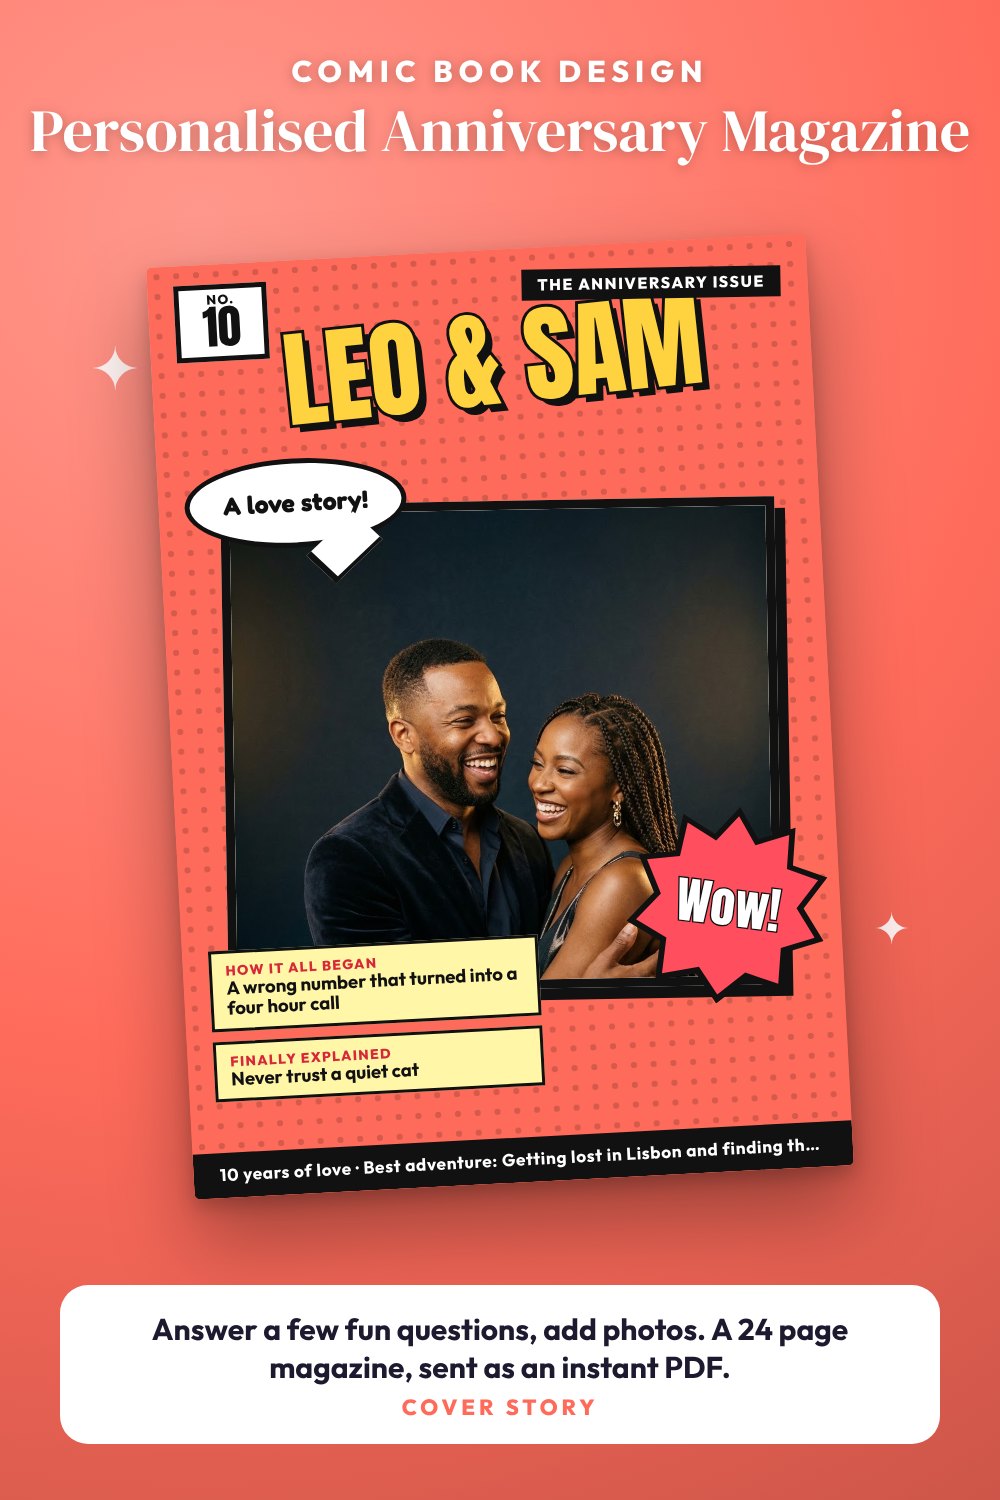 COMIC BOOK DESIGN
Personalised Anniversary Magazine
NO.
10
THE ANNIVERSARY ISSUE
LEO & SAM
A love story!
Wow!
HOW IT ALL BEGAN
A wrong number that turned into a
four hour call
FINALLY EXPLAINED
Never trust a quiet cat
10 years of love · Best adventure: Getting lost in Lisbon and finding th...
Answer a few fun questions, add photos. A 24 page
magazine, sent as an instant PDF.
COVER STORY